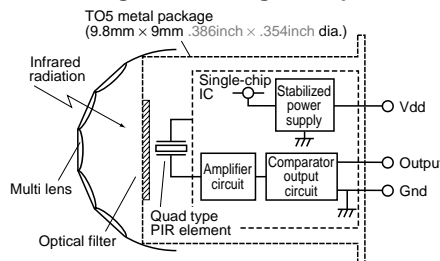 TO5 metal package
(9.8mm × 9mm .386inch × .354inch dia.)
Infrared
radiation
Single-chip
IC
Stabilized
power
supply
Vdd
Amplifier
circuit
Comparator
output
circuit
Output
Gnd
Multi lens
Quad type
PIR element
Optical filter